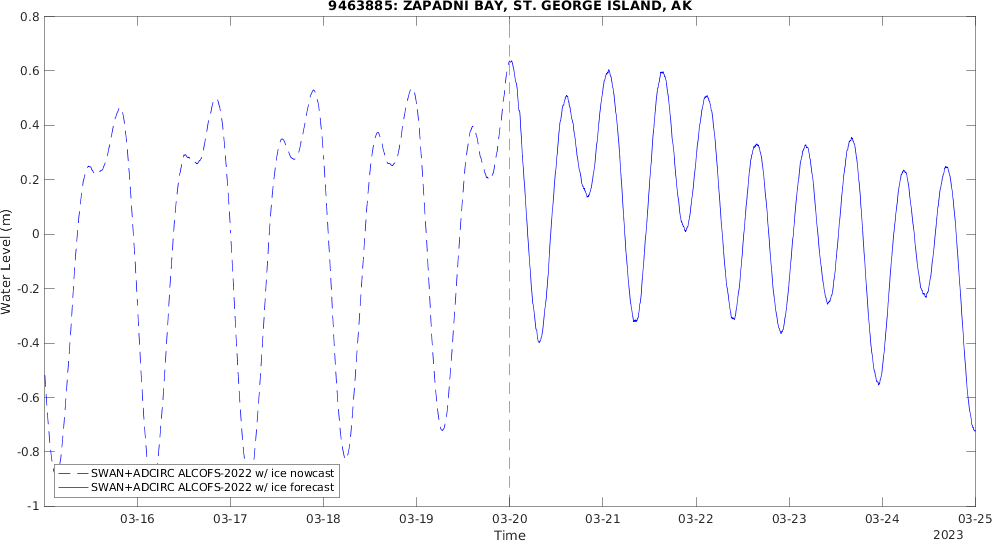 9463885: ZAPADNI BAY, ST. GEORGE ISLAND, AK
0.8
0.6
0.4
0.2
0
-0.2
-0.4
-0.6
-0.8
-1
Water Level (m)
SWAN+ADCIRC ALCOFS-2022 w/ ice nowcast
SWAN+ADCIRC ALCOFS-2022 w/ ice forecast
03-16 03-17 03-18 03-19 03-20 03-21 03-22 03-23 03-24 03-25
Time
2023